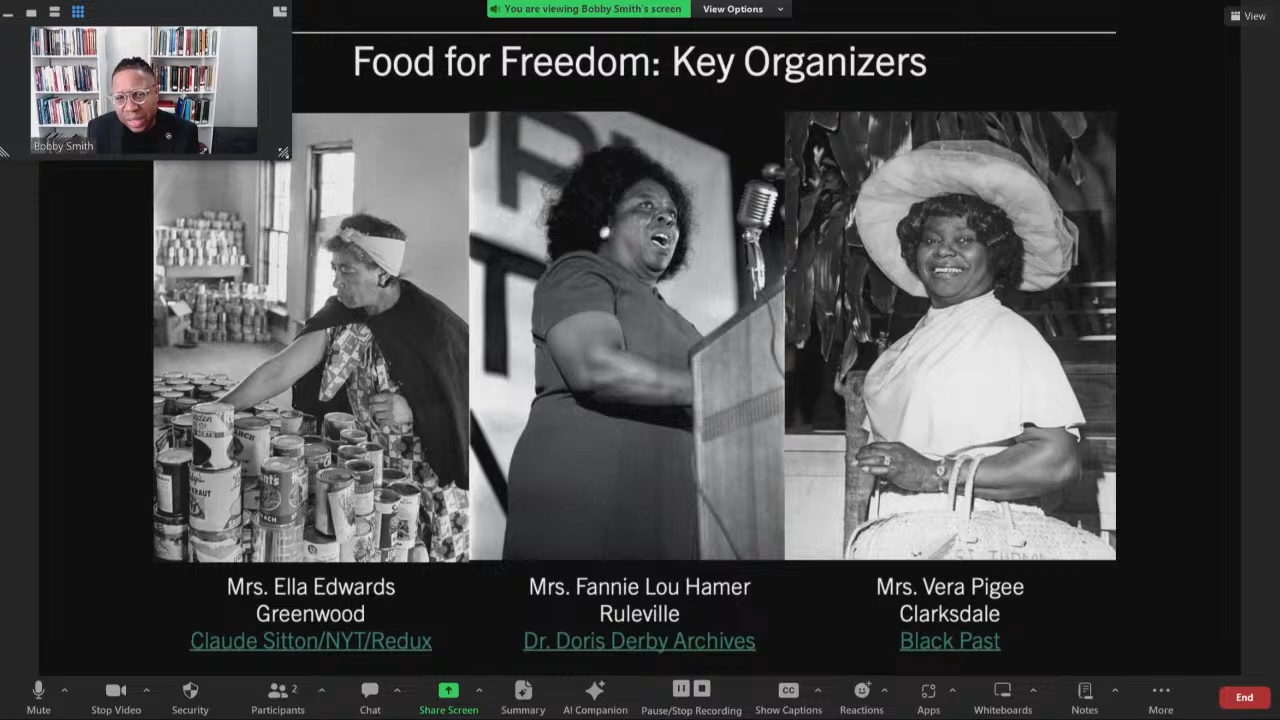 You are viewing Bobby Smith's screen
View Options
View
Bobby Smith
Food for Freedom: Key Organizers
Mrs. Ella Edwards
Greenwood
Claude Sitton/NYT/Redux
Mrs. Fannie Lou Hamer
Ruleville
Dr. Doris Derby Archives
Mrs. Vera Pigee
Clarksdale
Black Past
Mute
Stop Video
Security
Participants
2
Chat
Share Screen
Summary
AI Companion
Pause/Stop Recording
CC
Show Captions
Reactions
Apps
Whiteboards
Notes
More
End